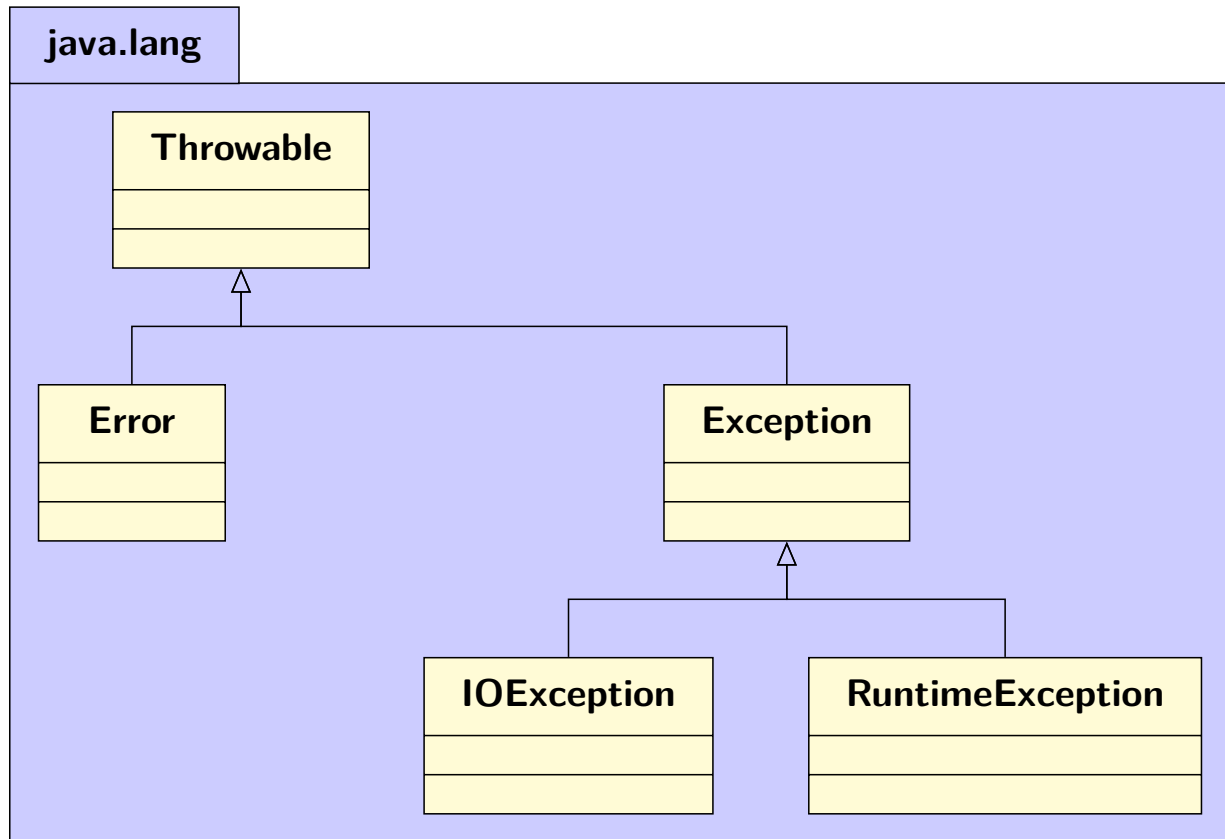 java.lang
Throwable
Error
Exception
IOException
RuntimeException